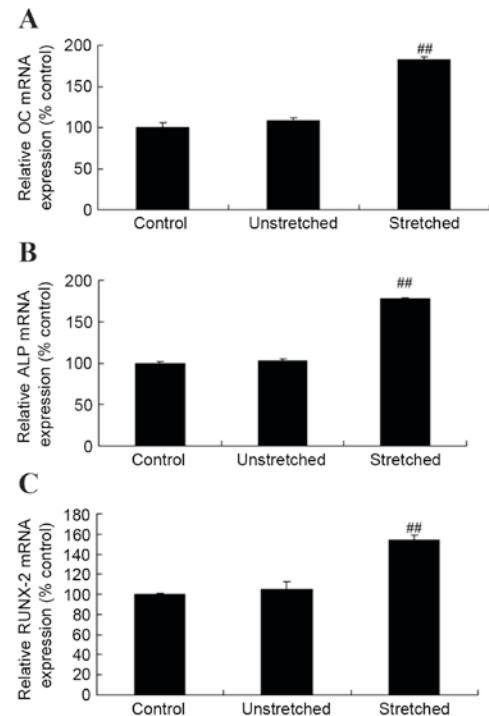 A
Relative OC mRNA
expression (% control)
200
150
100
50
0
##
Control Unstretched Stretched
B
Relative ALP mRNA
expression (% control)
200
150
100
50
0
##
Control Unstretched Stretched
C
Relative RUNX-2 mRNA
expression (% control)
180
160
140
120
100
80
60
40
20
0
##
Control Unstretched Stretched